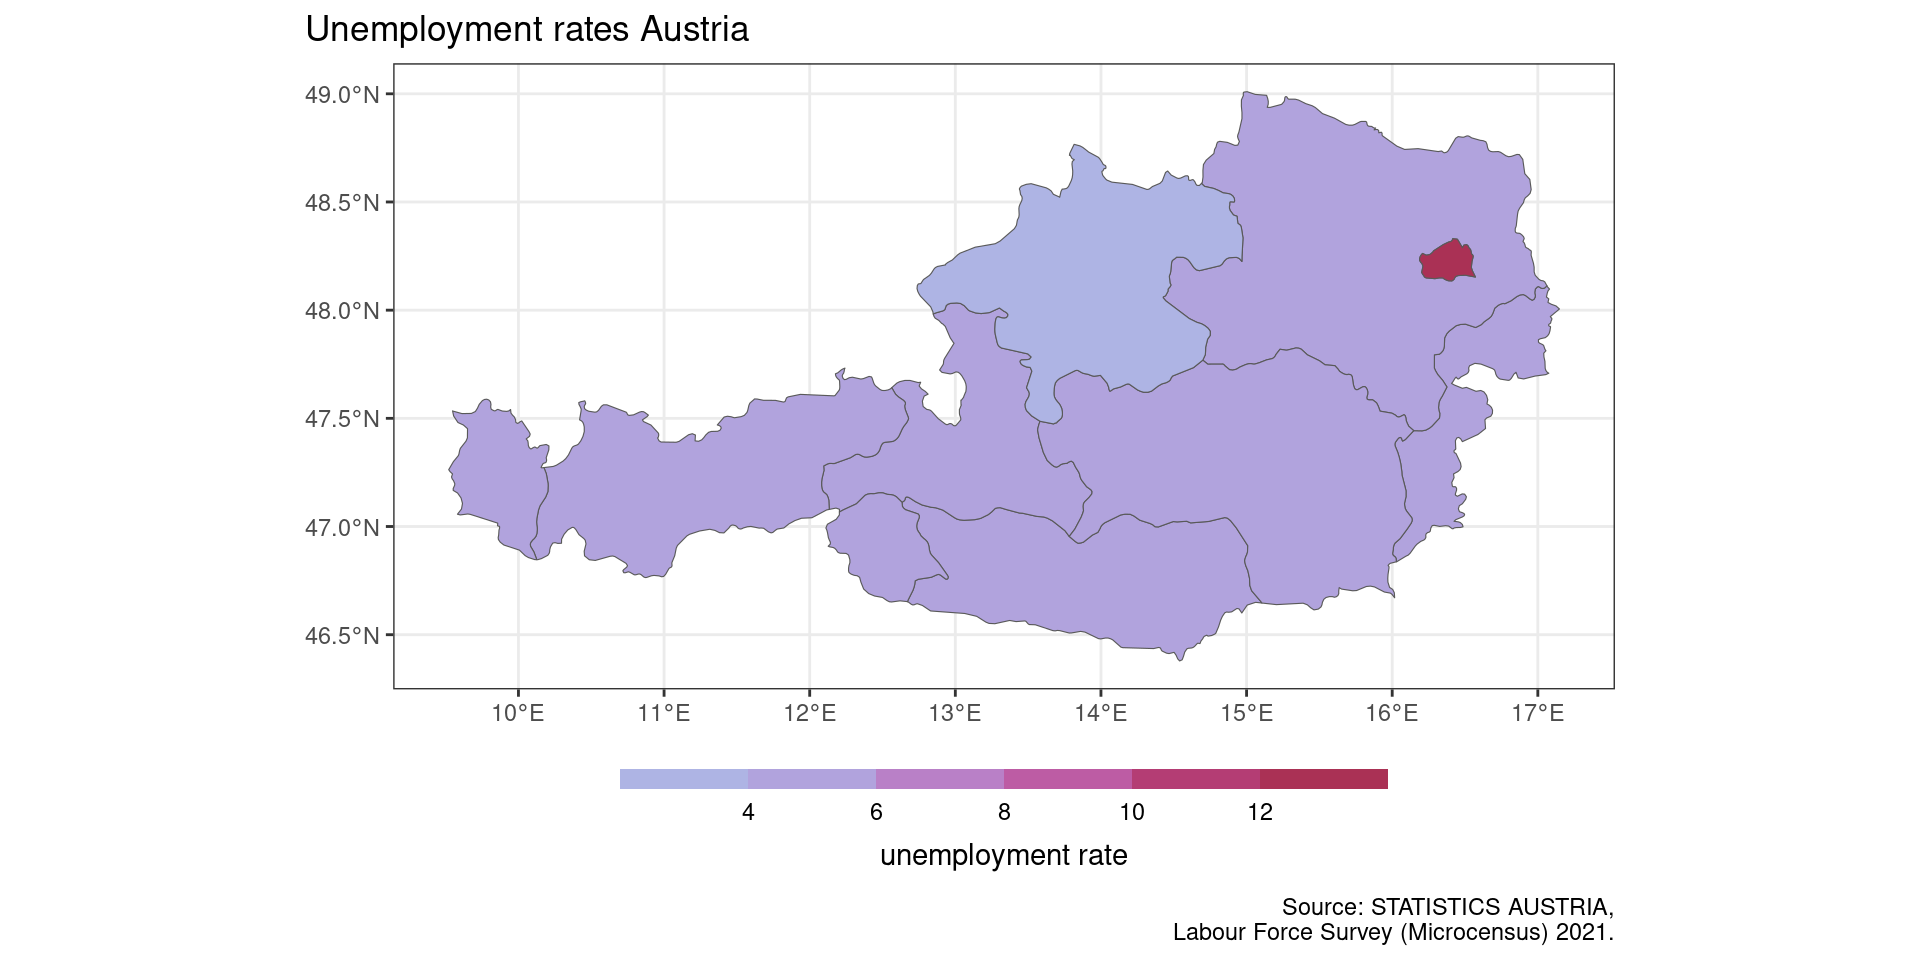 Unemployment rates Austria
49.0°N
48.5°N
48.0°N
47.5°N
47.0°N
46.5°N
10°E 11°E 12°E 13°E 14°E 15°E 16°E 17°E
4 6 8 10 12
unemployment rate
Source: STATISTICS AUSTRIA,
Labour Force Survey (Microcensus) 2021.